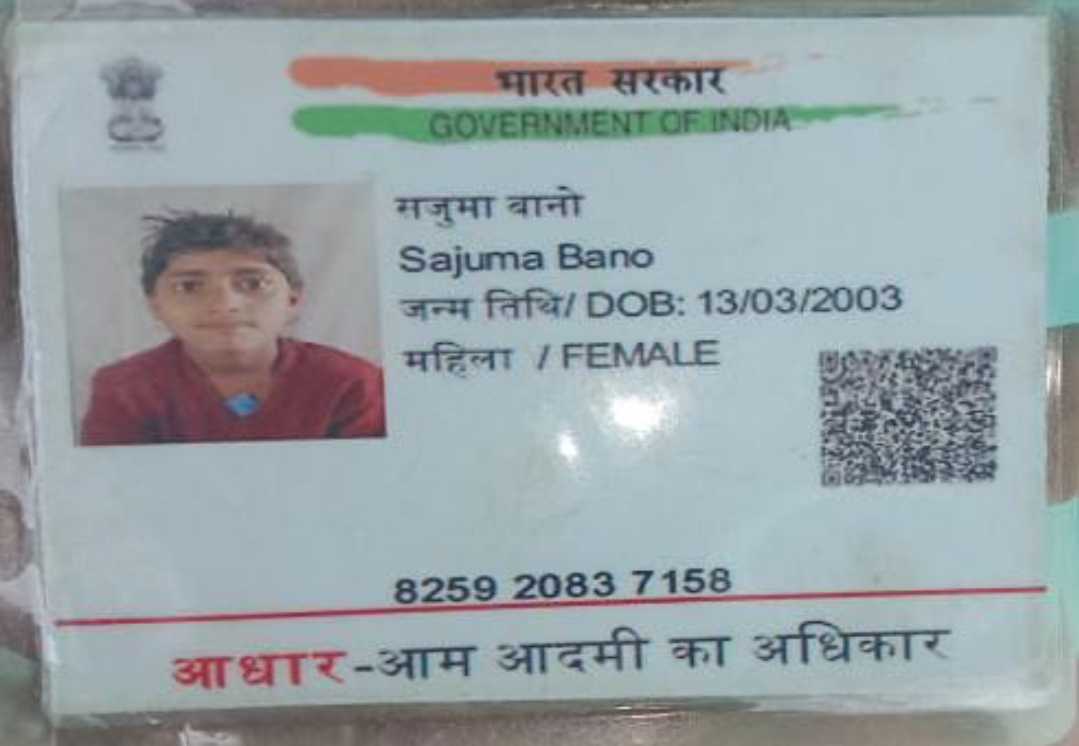 भारत सरकार
GOVERNMENT OF INDIA
सजुमा बानो
Sajuma Bano
जन्म तिथि/ DOB: 13/03/2003
महिला / FEMALE
8259 2083 7158
आधार-आम आदमी का अधिकार